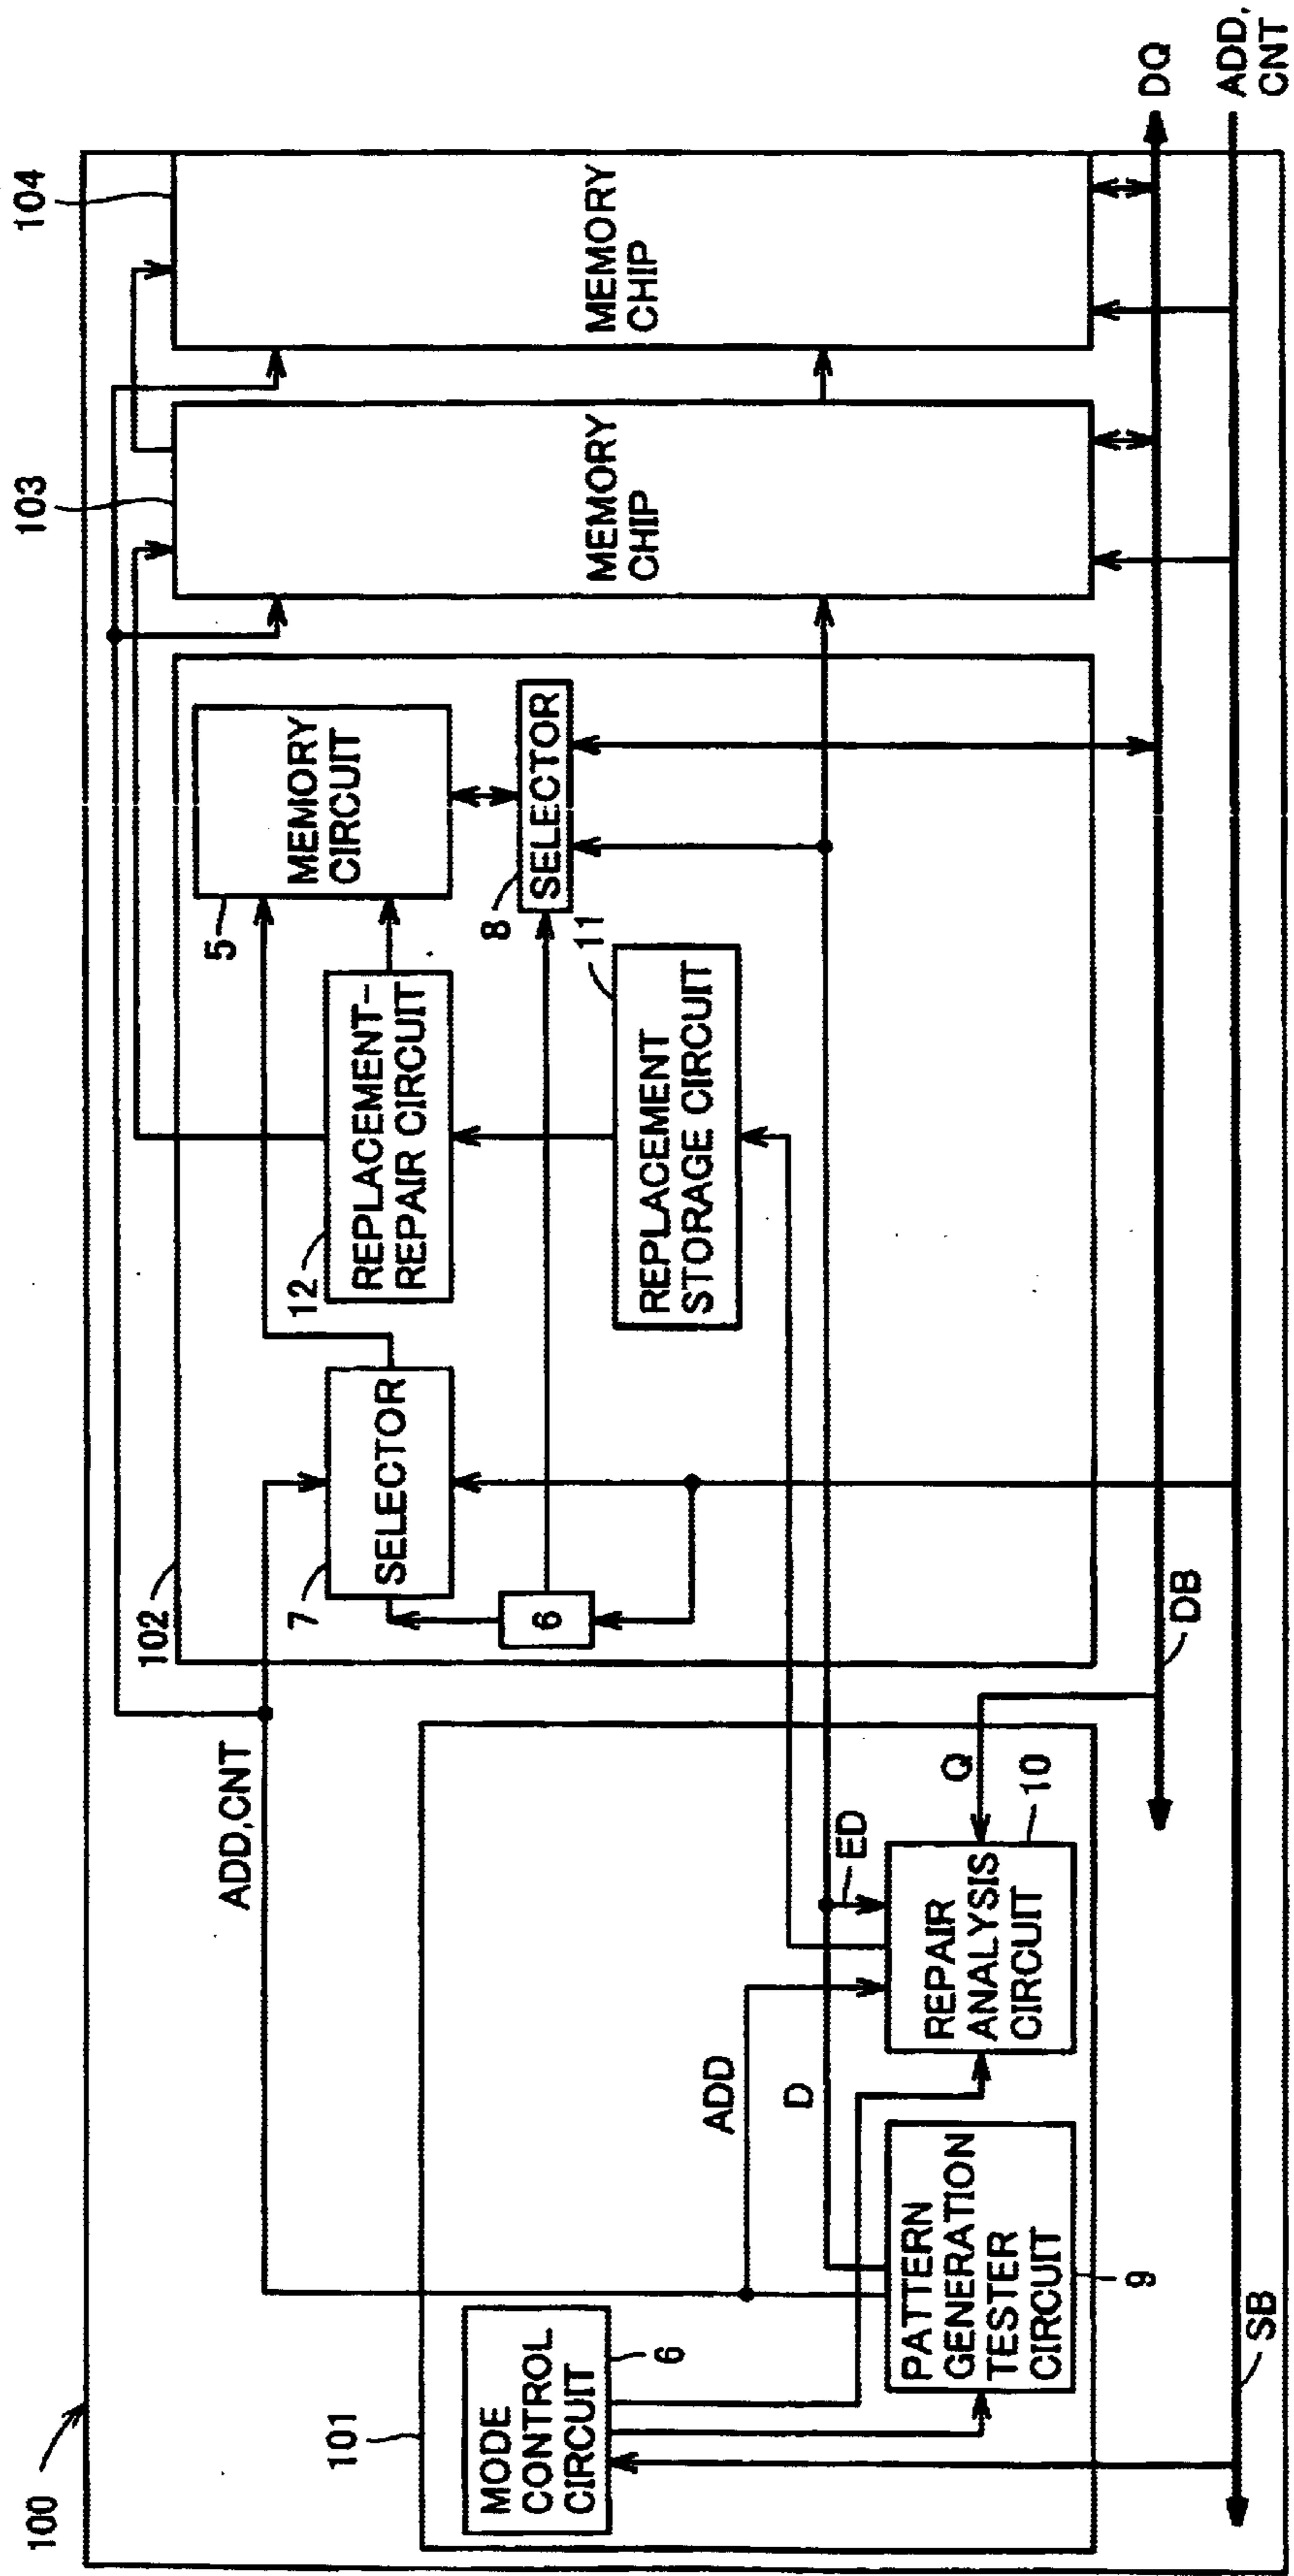 100
101
MODE
CONTROL
CIRCUIT
6
PATTERN
GENERATION
TESTER
CIRCUIT
9
ADD
D
ED
REPAIR
ANALYSIS
CIRCUIT
10
Q
ADD,CNT
SB
DB
102
7
SELECTOR
6
12
REPLACEMENT-
REPAIR CIRCUIT
REPLACEMENT
STORAGE CIRCUIT
11
5
MEMORY
CIRCUIT
8
SELECTOR
103
MEMORY
CHIP
104
MEMORY
CHIP
DQ
ADD,
CNT